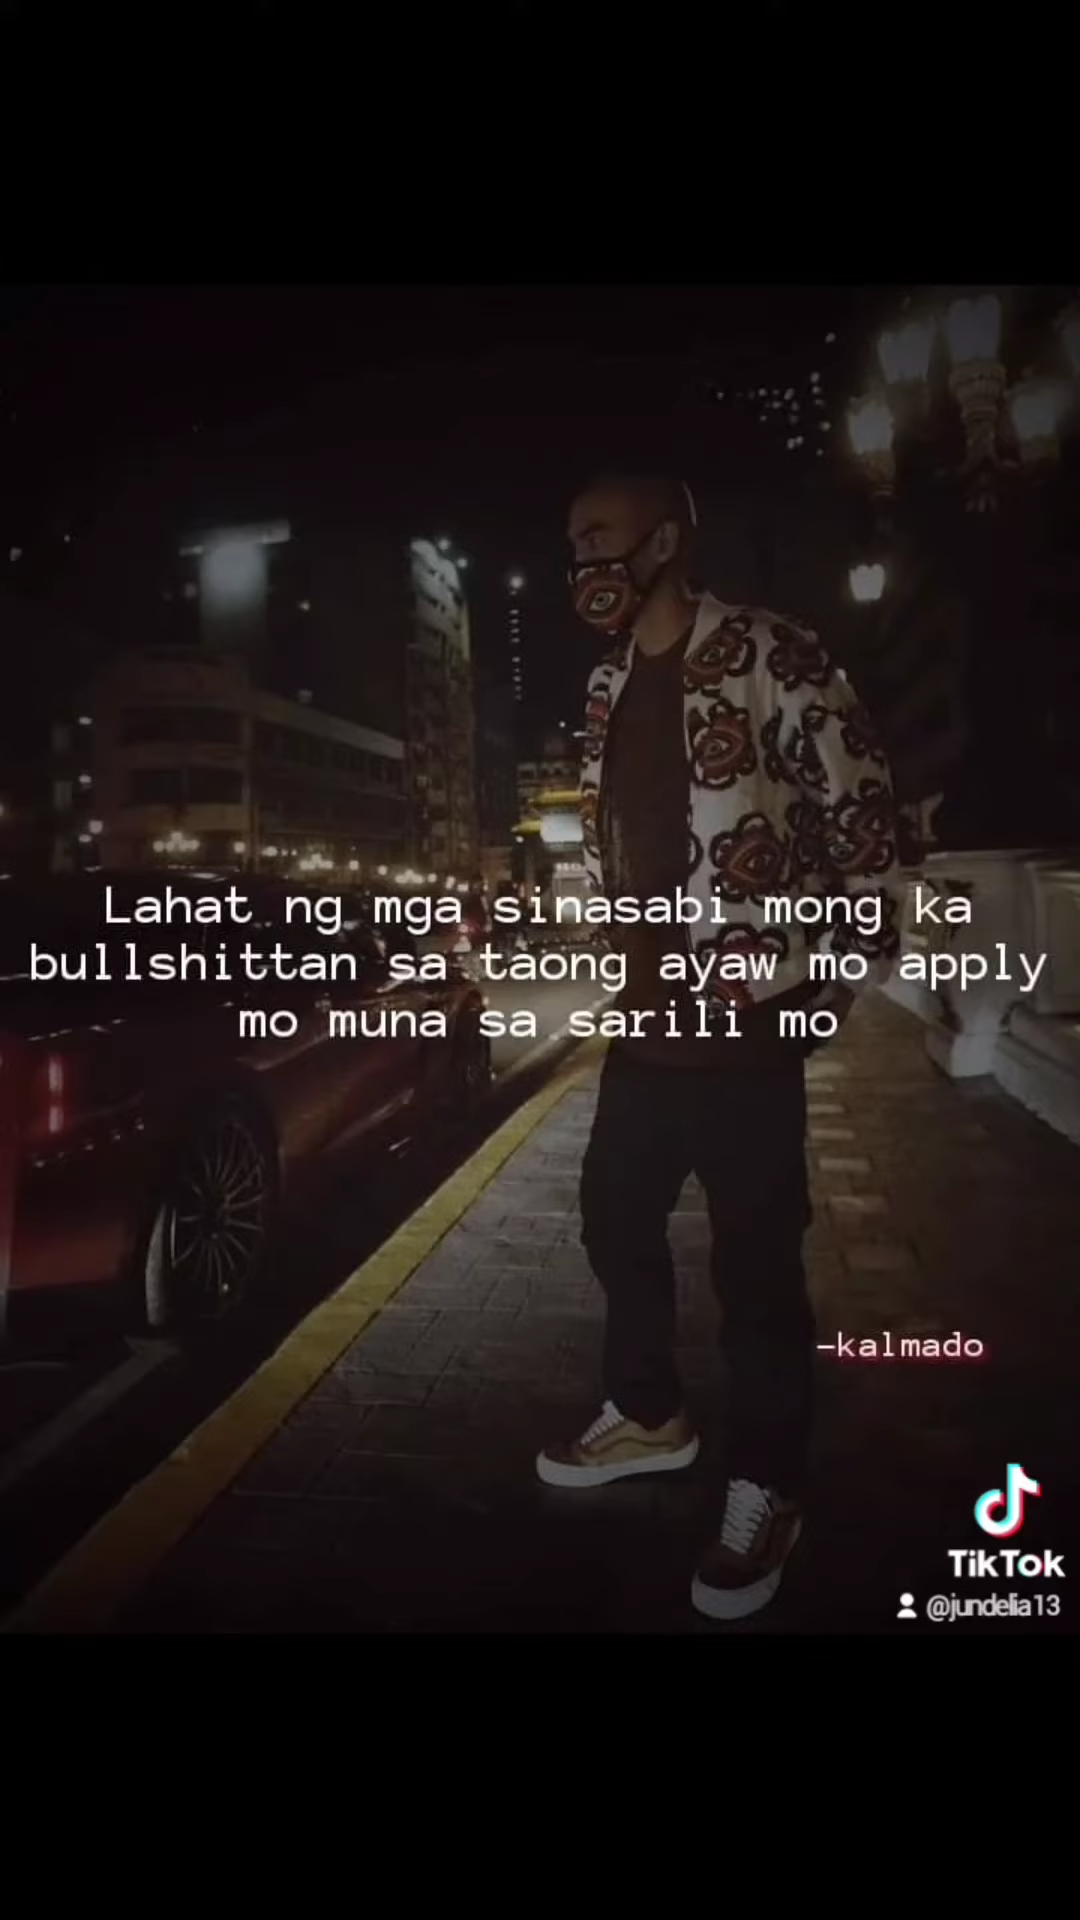 Lahat ng mga sinasabi mong ka
bullshittan sa taong ayaw mo apply
mo muna sa sarili mo
-kalmado
TikTok
@jundelia13